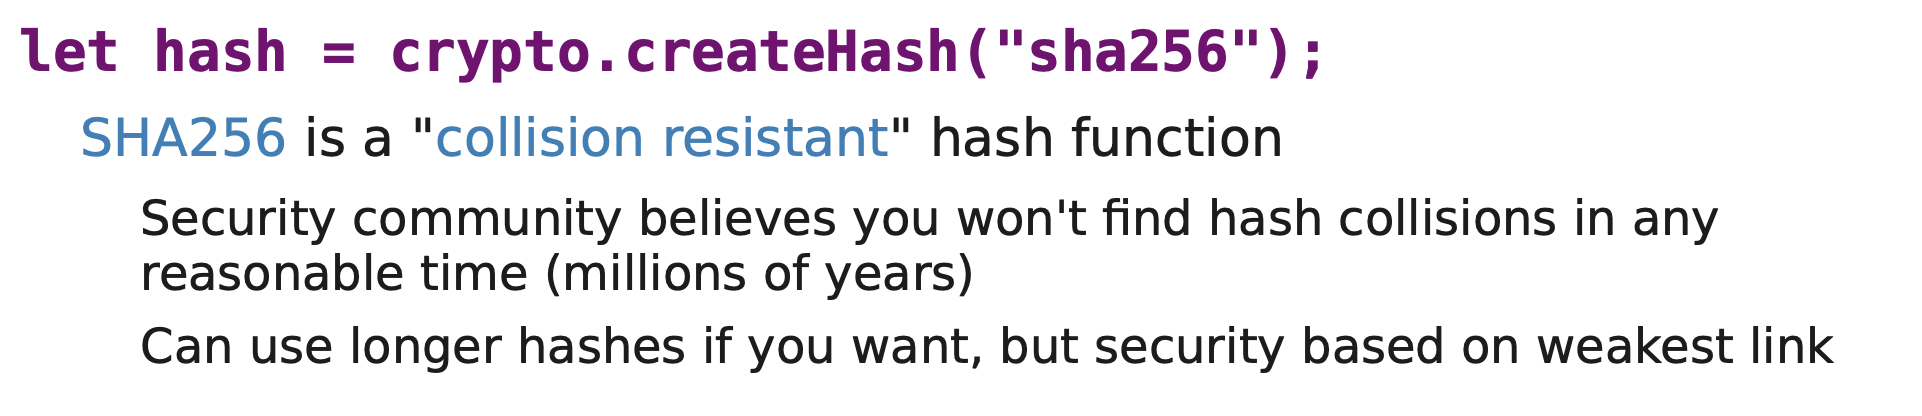 let hash = crypto.createHash("sha256");
SHA256 is a "collision resistant" hash function
Security community believes you won't find hash collisions in any
reasonable time (millions of years)
Can use longer hashes if you want, but security based on weakest link